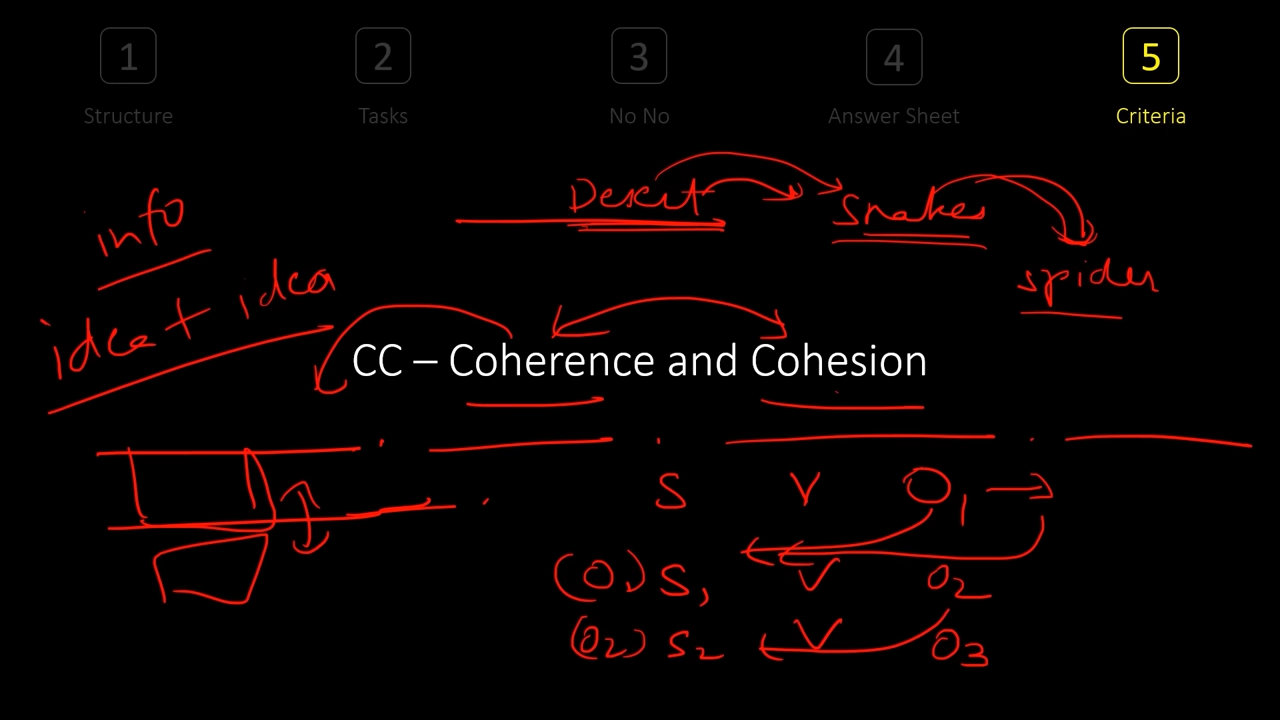 1 2 3 4 5
Structure Tasks No No Answer Sheet Criteria
Desert
Snakes
info
spider
idea + idea
CC – Coherence and Cohesion
S V O1
(O1) S1 V O2
(O2) S2 V O3